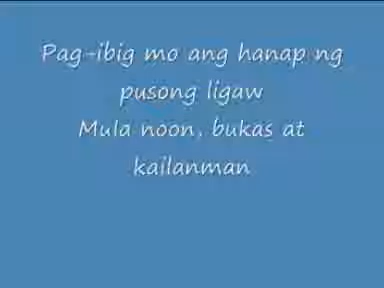 Pag-ibig mo ang hanap ng
pusong ligaw
Mula noon, bukas at
kailanman